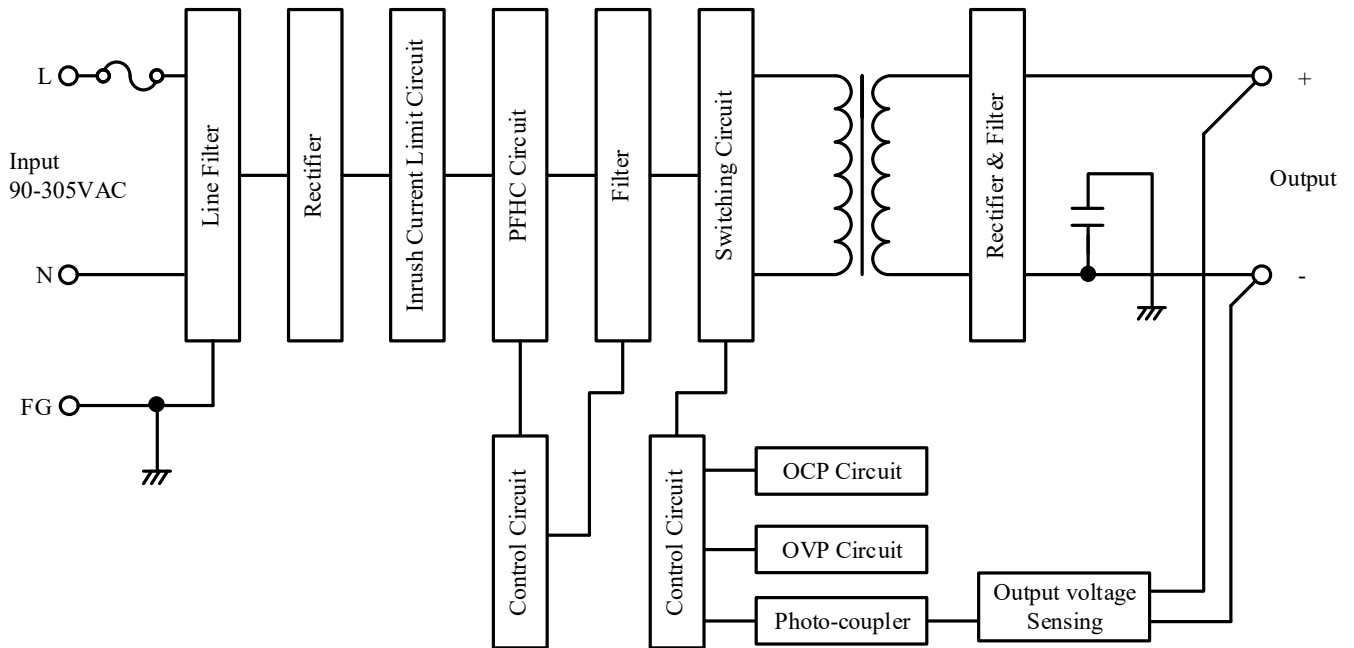 L
Input
90-305VAC
N
FG
Line Filter
Rectifier
Inrush Current Limit Circuit
PFHC Circuit
Filter
Switching Circuit
Rectifier & Filter
+
Output
-
Control Circuit
Control Circuit
OCP Circuit
OVP Circuit
Photo-coupler
Output voltage
Sensing